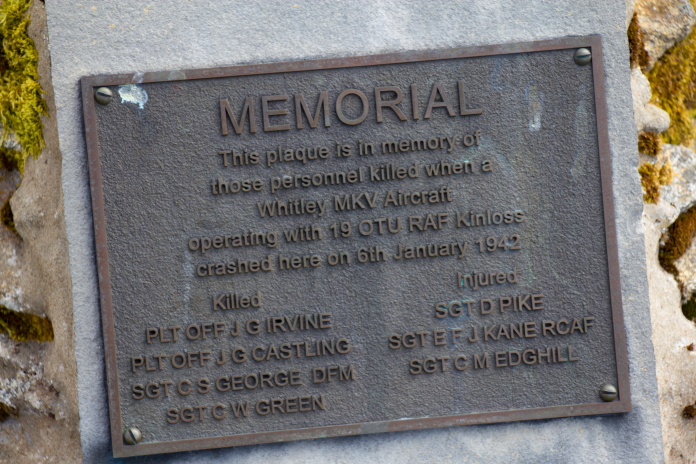 MEMORIAL
This plaque is in memory of
those personnel killed when a
Whitley MKV Aircraft
operating with 19 OTU RAF Kinloss
crashed here on 6th January 1942
Killed
PLT OFF J G IRVINE
PLT OFF J G CASTLING
SGT C S GEORGE DFM
SGT C W GREEN
Injured
SGT D PIKE
SGT E F J KANE RCAF
SGT C M EDGHILL